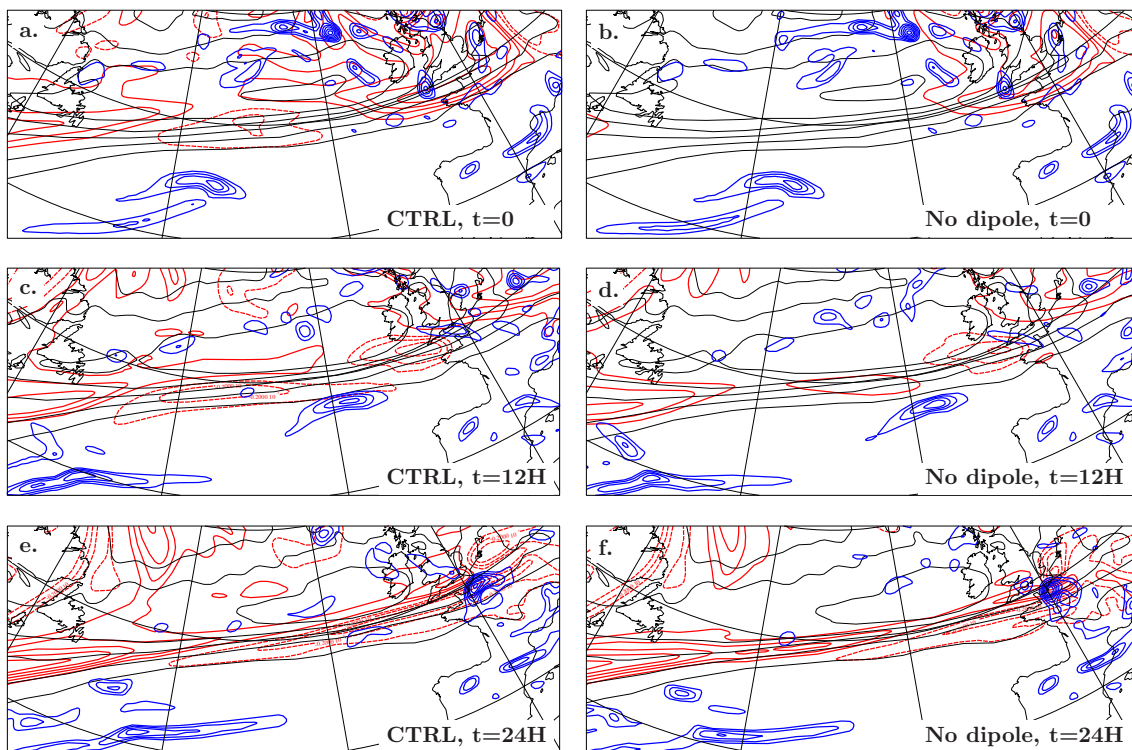 a.
CTRL, t=0
b.
No dipole, t=0
c.
CTRL, t=12H
d.
No dipole, t=12H
e.
CTRL, t=24H
f.
No dipole, t=24H